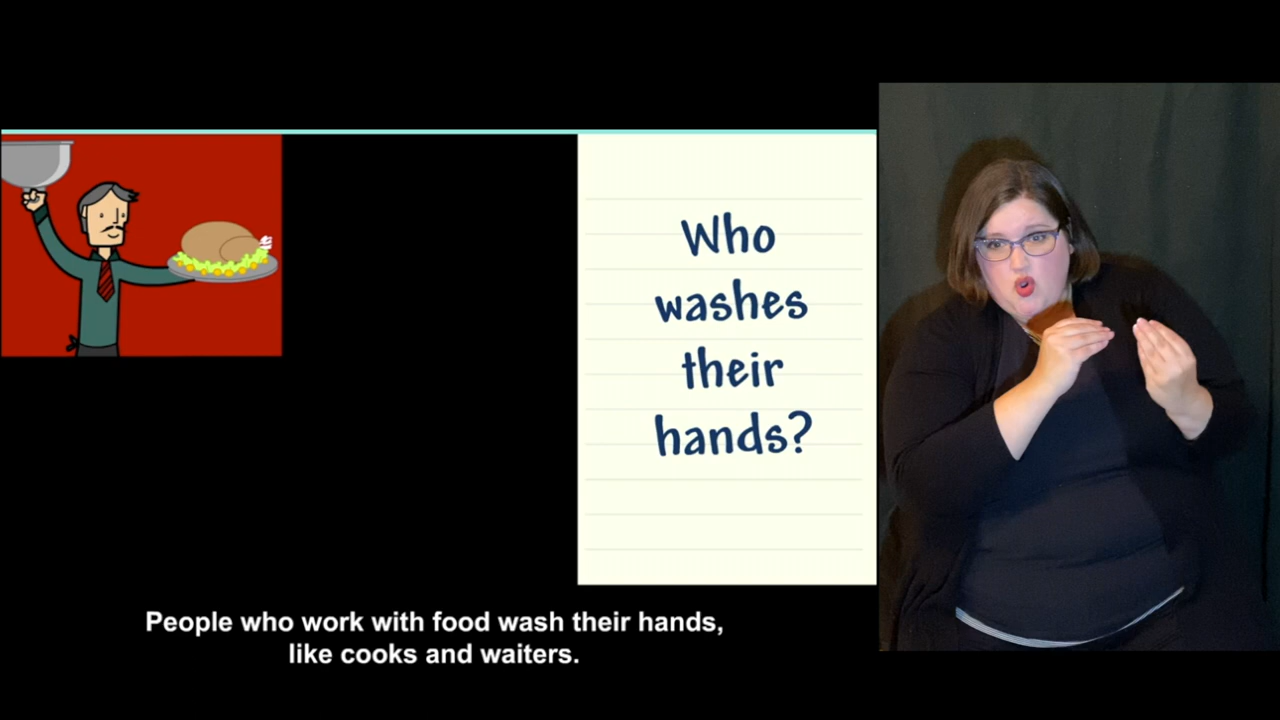 Who
washes
their
hands?
People who work with food wash their hands,
like cooks and waiters.